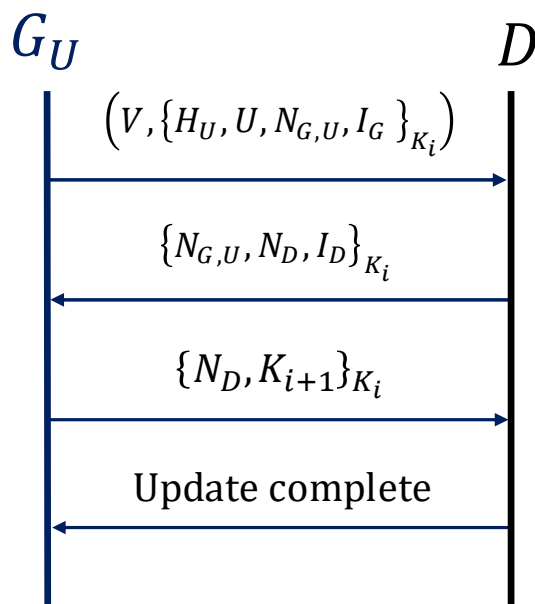 G_U D
(V, {H_U, U, N_{G,U}, I_G }_{K_i})
{N_{G,U}, N_D, I_D}_{K_i}
{N_D, K_{i+1}}_{K_i}
Update complete